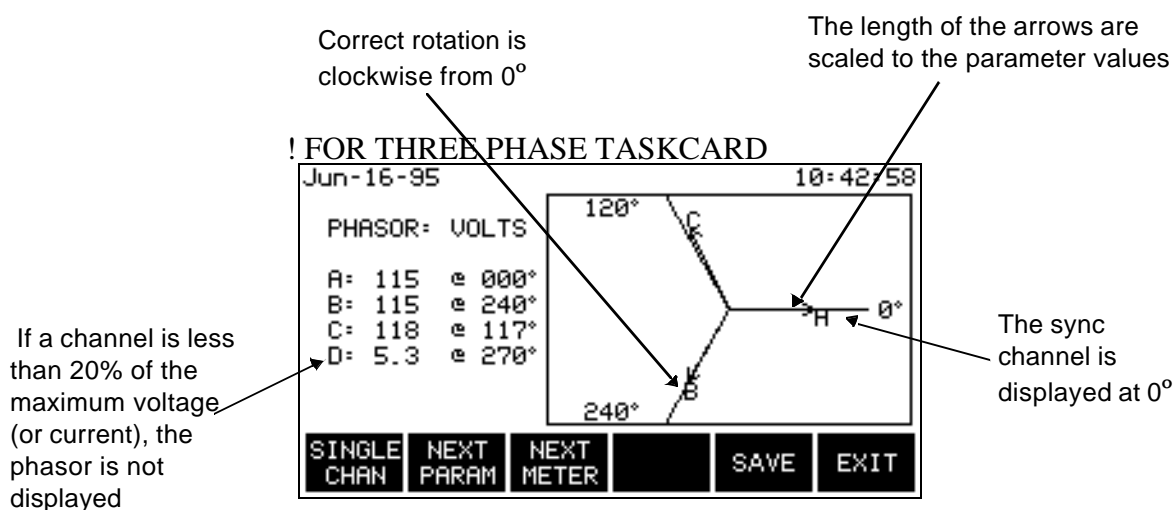 Correct rotation is
clockwise from 0º
The length of the arrows are
scaled to the parameter values
! FOR THREE PHASE TASKCARD
Jun-16-95 10:42:58
PHASOR: VOLTS
A: 115 @ 000°
B: 115 @ 240°
C: 118 @ 117°
D: 5.3 @ 270°
120°
C
0°
A
B
240°
If a channel is less
than 20% of the
maximum voltage
(or current), the
phasor is not
displayed
The sync
channel is
displayed at 0º
SINGLE CHAN
NEXT PARAM
NEXT METER
SAVE
EXIT